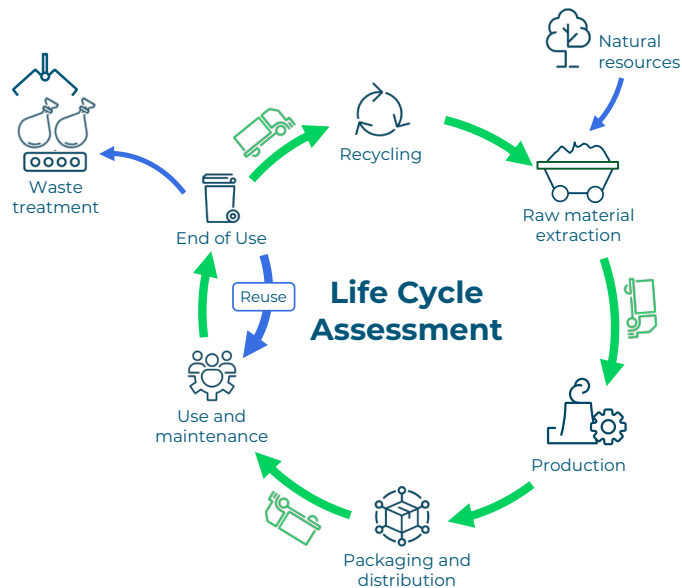 Natural
resources
Recycling
Waste
treatment
Raw material
extraction
End of Use
Reuse
Life Cycle
Assessment
Use and
maintenance
Production
Packaging and
distribution